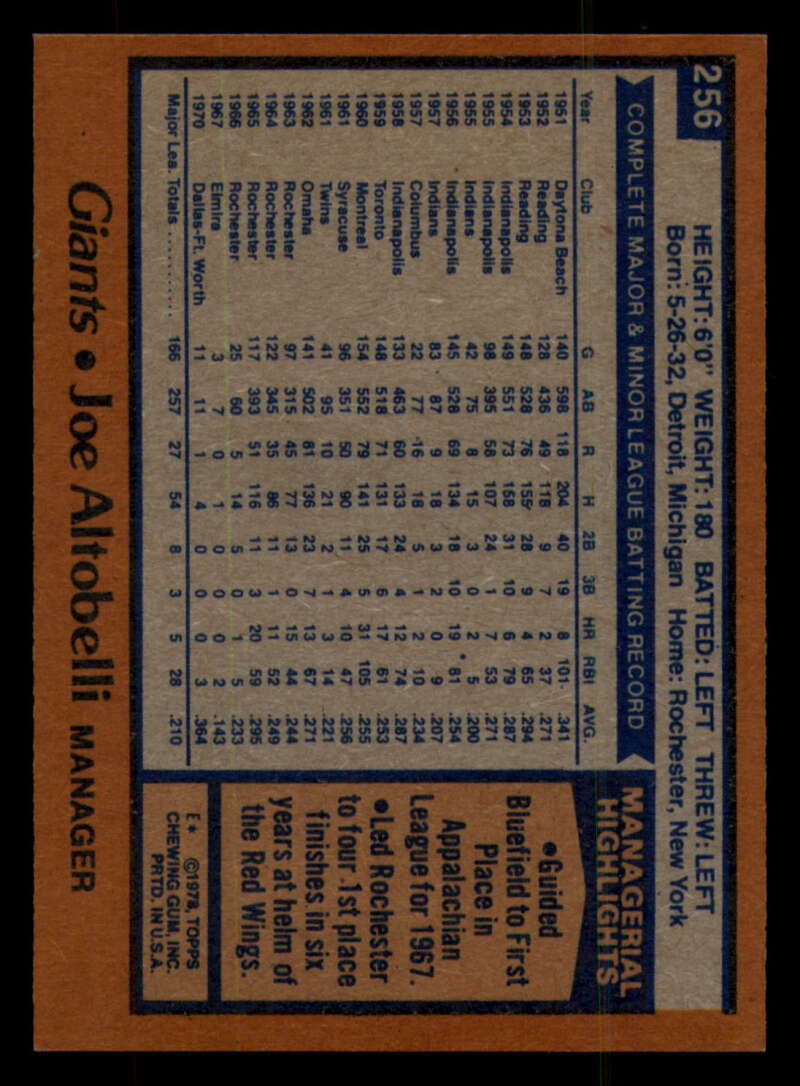 256
HEIGHT: 6'0" WEIGHT: 180 BATTED: LEFT THREW: LEFT
Born: 5-26-32, Detroit, Michigan Home: Rochester, New York
COMPLETE MAJOR & MINOR LEAGUE BATTING RECORD
Year Club G AB R H 2B 3B HR RBI AVG.
1951 Daytona Beach 140 598 118 204 40 19 8 101 .341
1952 Reading 128 436 49 118 9 7 2 37 .271
1953 Reading 148 528 76 155 28 9 4 65 .294
1954 Indianapolis 149 551 73 158 31 10 6 79 .287
1955 Indianapolis 98 395 58 107 24 1 7 53 .271
1955 Indians 42 75 8 15 3 0 2 5 .200
1956 Indianapolis 145 528 69 134 18 10 19 81 .254
1957 Indians 83 87 9 18 3 2 0 9 .207
1957 Columbus 22 77 16 18 5 1 2 10 .234
1958 Indianapolis 133 463 60 133 24 4 12 74 .287
1959 Toronto 148 518 71 131 17 6 17 61 .253
1960 Montreal 154 552 79 141 25 5 31 105 .255
1961 Syracuse 96 351 50 90 11 4 10 47 .256
1961 Twins 41 95 10 21 2 1 3 14 .221
1962 Omaha 141 502 81 136 23 7 13 67 .271
1963 Rochester 97 315 45 77 13 0 15 44 .244
1964 Rochester 122 345 35 86 11 1 11 52 .249
1965 Rochester 117 393 51 116 11 3 20 59 .295
1966 Rochester 25 60 5 14 5 0 1 5 .233
1967 Elmira 3 7 0 1 0 0 0 2 .143
1970 Dallas-Ft. Worth 11 11 1 4 0 0 0 3 .364
Major Lea. Totals .......... 166 257 27 54 8 3 5 28 .210
MANAGERIAL
HIGHLIGHTS
●Guided
Bluefield to First
Place in
Appalachian
League for 1967.
●Led Rochester
to four 1st place
finishes in six
years at helm of
the Red Wings.
E* ©1978, TOPPS
CHEWING GUM, INC.
PRTD. IN U.S.A.
Giants ● Joe Altobelli MANAGER